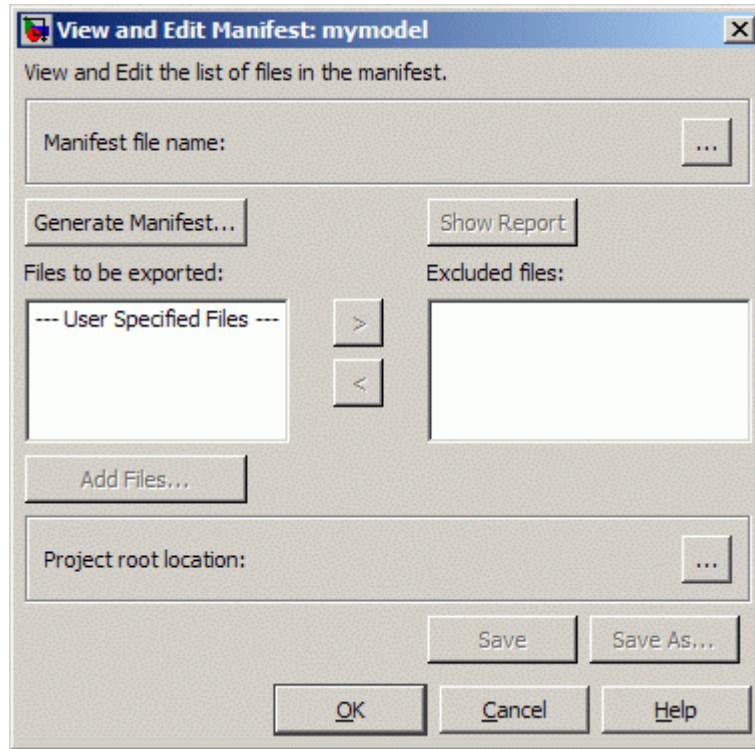 View and Edit Manifest: mymodel
View and Edit the list of files in the manifest.
Manifest file name:
...
Generate Manifest...
Show Report
Files to be exported:
Excluded files:
--- User Specified Files ---
>
<
Add Files...
Project root location:
...
Save
Save As...
OK
Cancel
Help